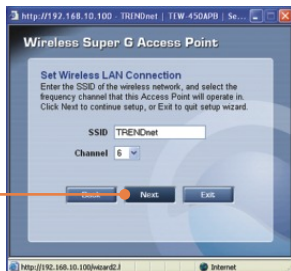 http://192.168.10.100 - TRENDnet | TEW-450APB | Se...
Wireless Super G Access Point
Set Wireless LAN Connection
Enter the SSID of the wireless network, and select the
frequency channel that this Access Point will operate in.
Click Next to continue setup, or Exit to quit setup wizard.
SSID TRENDnet
Channel 6
Back Next Exit
http://192.168.10.100/wizard2.l Internet